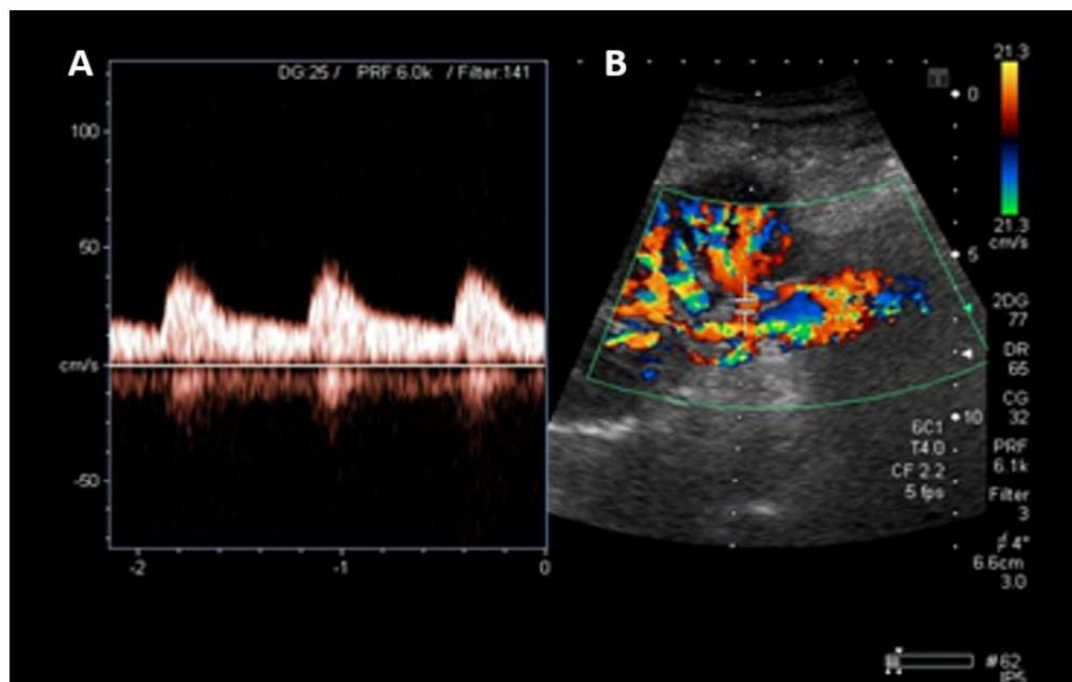 A
DG:25 / PRF:6.0k / Filter:141
100
50
cm/s
-50
-2
-1
0
B
21.3
21.3
cm/s
0
5
10
2DG
77
DR
65
CG
32
PRF
6.1k
Filter
3
4"
6.6cm
3.0
6C1
T4.0
CF 2.2
5 fps
#62